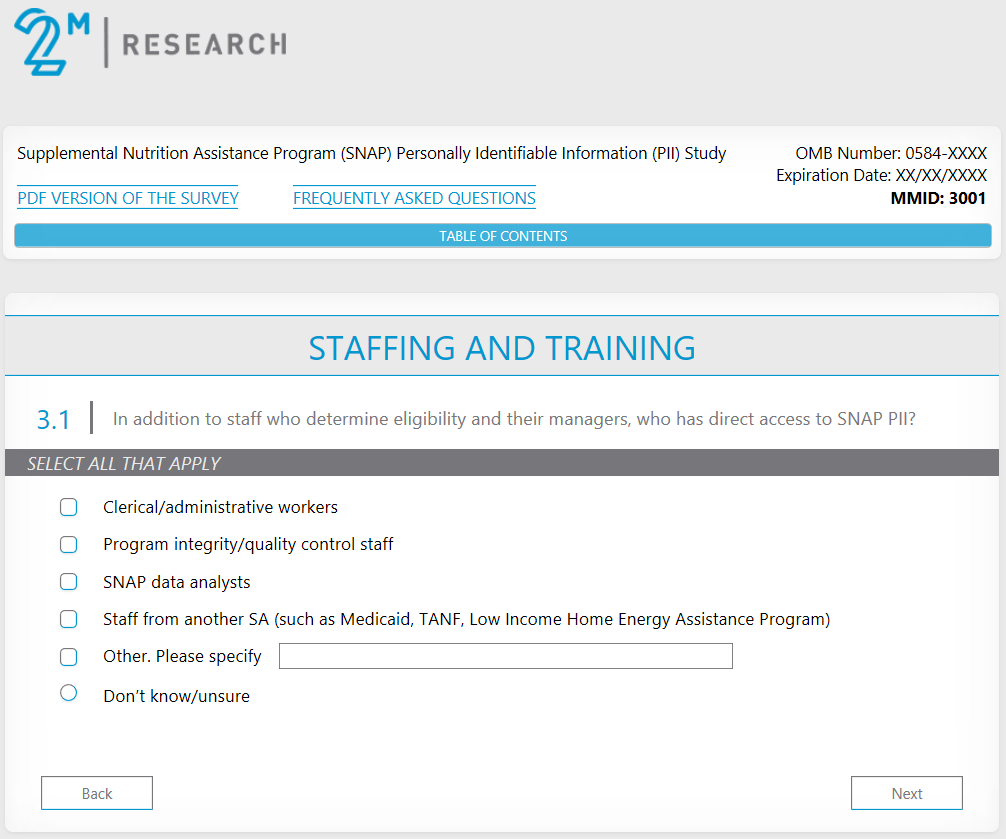 2M | RESEARCH
Supplemental Nutrition Assistance Program (SNAP) Personally Identifiable Information (PII) Study
OMB Number: 0584-XXXX
Expiration Date: XX/XX/XXXX
PDF VERSION OF THE SURVEY
FREQUENTLY ASKED QUESTIONS
MMID: 3001
TABLE OF CONTENTS
STAFFING AND TRAINING
3.1 | In addition to staff who determine eligibility and their managers, who has direct access to SNAP PII?
SELECT ALL THAT APPLY
Clerical/administrative workers
Program integrity/quality control staff
SNAP data analysts
Staff from another SA (such as Medicaid, TANF, Low Income Home Energy Assistance Program)
Other. Please specify
Don’t know/unsure
Back
Next